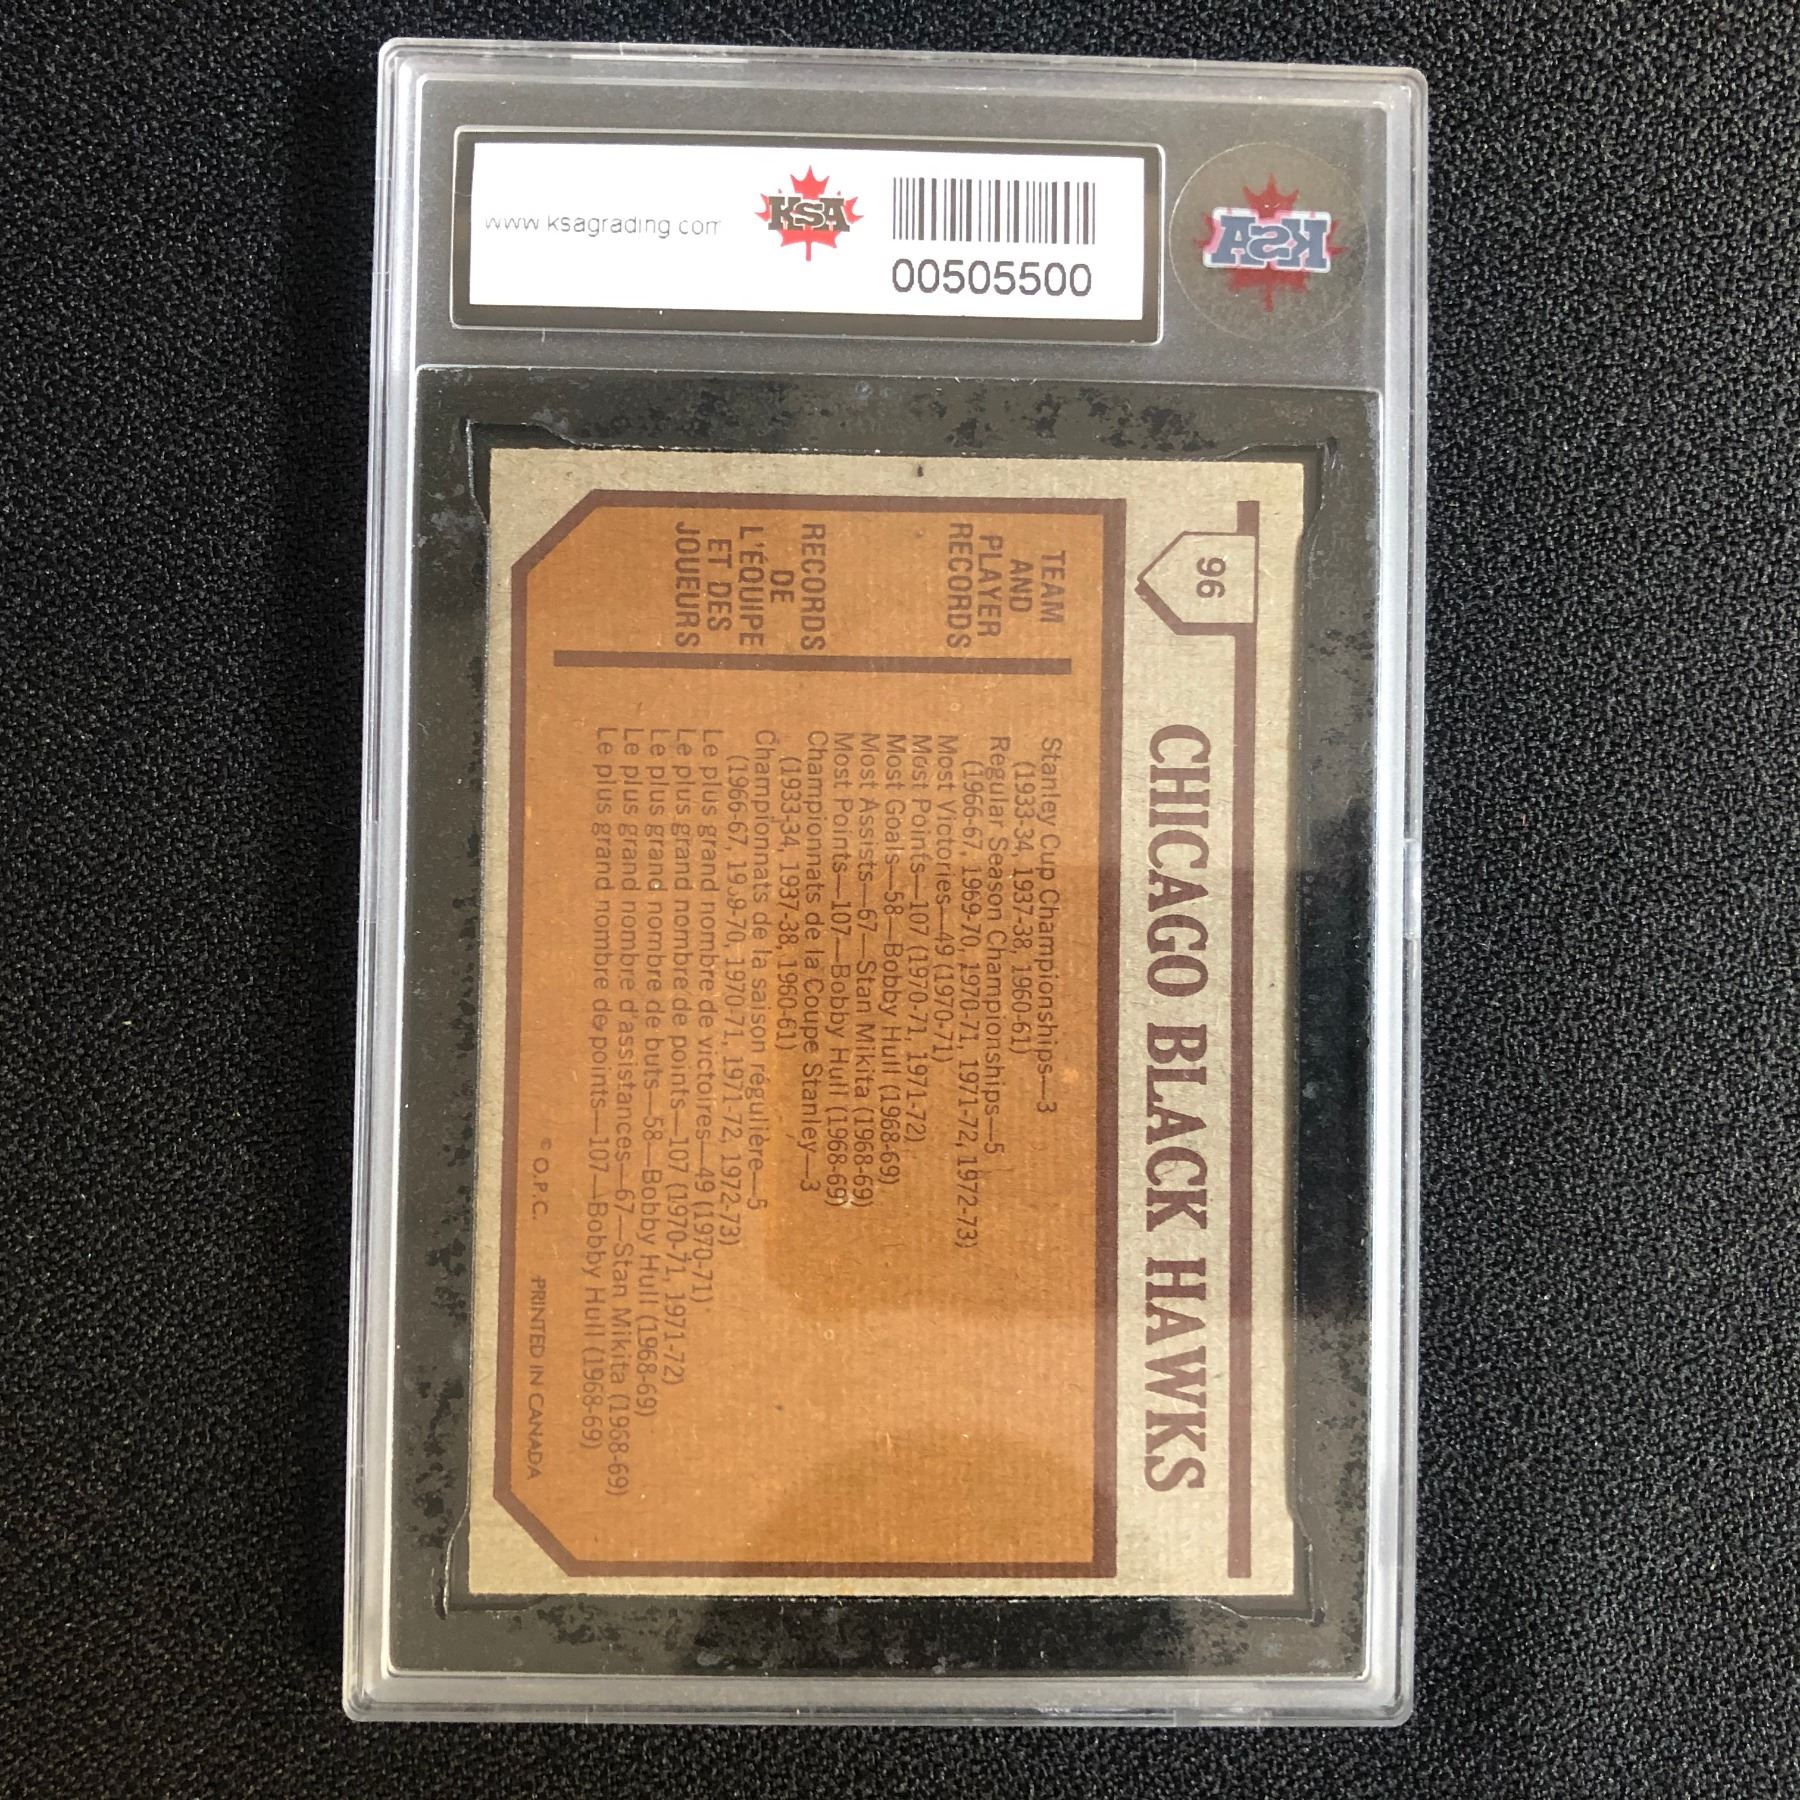 www.ksagrading.com
KSA
00505500
KSA
96
CHICAGO BLACK HAWKS
TEAM
AND
PLAYER
RECORDS
Stanley Cup Championships—3
(1933-34, 1937-38, 1960-61)
Regular Season Championships—5
(1966-67, 1969-70, 1970-71, 1971-72, 1972-73)
Most Victories—49 (1970-71)
Most Points—107 (1970-71, 1971-72)
Most Goals—58—Bobby Hull (1968-69)
Most Assists—67—Stan Mikita (1968-69)
Most Points—107—Bobby Hull (1968-69)
RECORDS
DE
L'ÉQUIPE
ET DES
JOUEURS
Championnats de la Coupe Stanley—3
(1933-34, 1937-38, 1960-61)
Championnats de la saison régulière—5
(1966-67, 1969-70, 1970-71, 1971-72, 1972-73)
Le plus grand nombre de victoires—49 (1970-71)
Le plus grand nombre de points—107 (1970-71, 1971-72)
Le plus grand nombre de buts—58—Bobby Hull (1968-69)
Le plus grand nombre d'assistances—67—Stan Mikita (1968-69)
Le plus grand nombre de points—107—Bobby Hull (1968-69)
© O.P.C. PRINTED IN CANADA